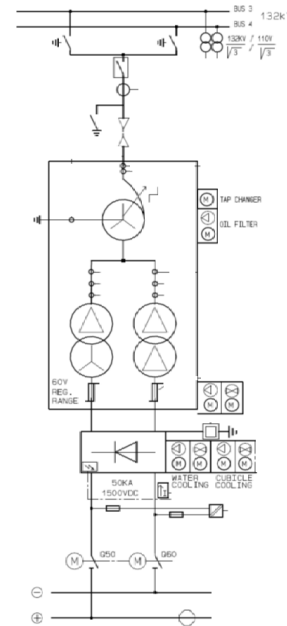 BUS 3
132k
BUS 4
132KV / 110V
√3 / √3
M TAP CHANGER
OIL FILTER
M
60V
REG.
RANGE
M M
WATER COOLING
CUBICLE COOLING
M M M M
50KA
1500VDC
M Q50 M Q60
−
+